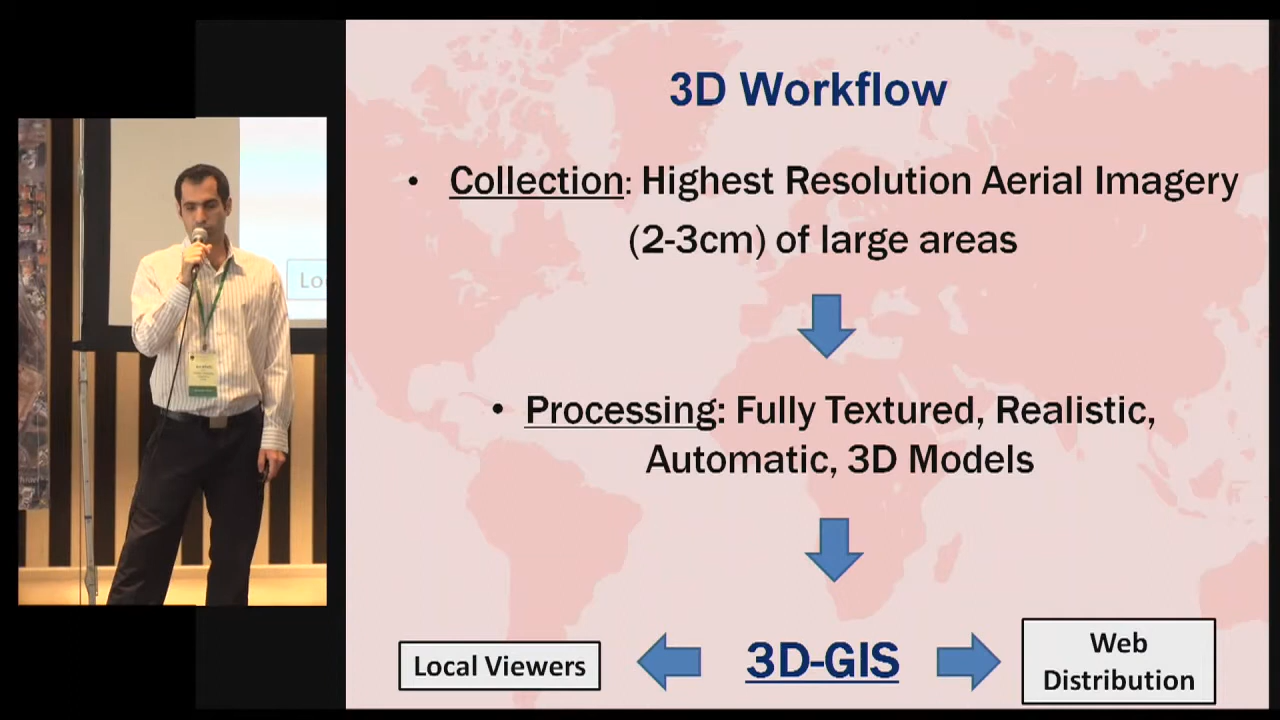 3D Workflow
• Collection: Highest Resolution Aerial Imagery
(2-3cm) of large areas
• Processing: Fully Textured, Realistic,
Automatic, 3D Models
Local Viewers
3D-GIS
Web
Distribution
Lo